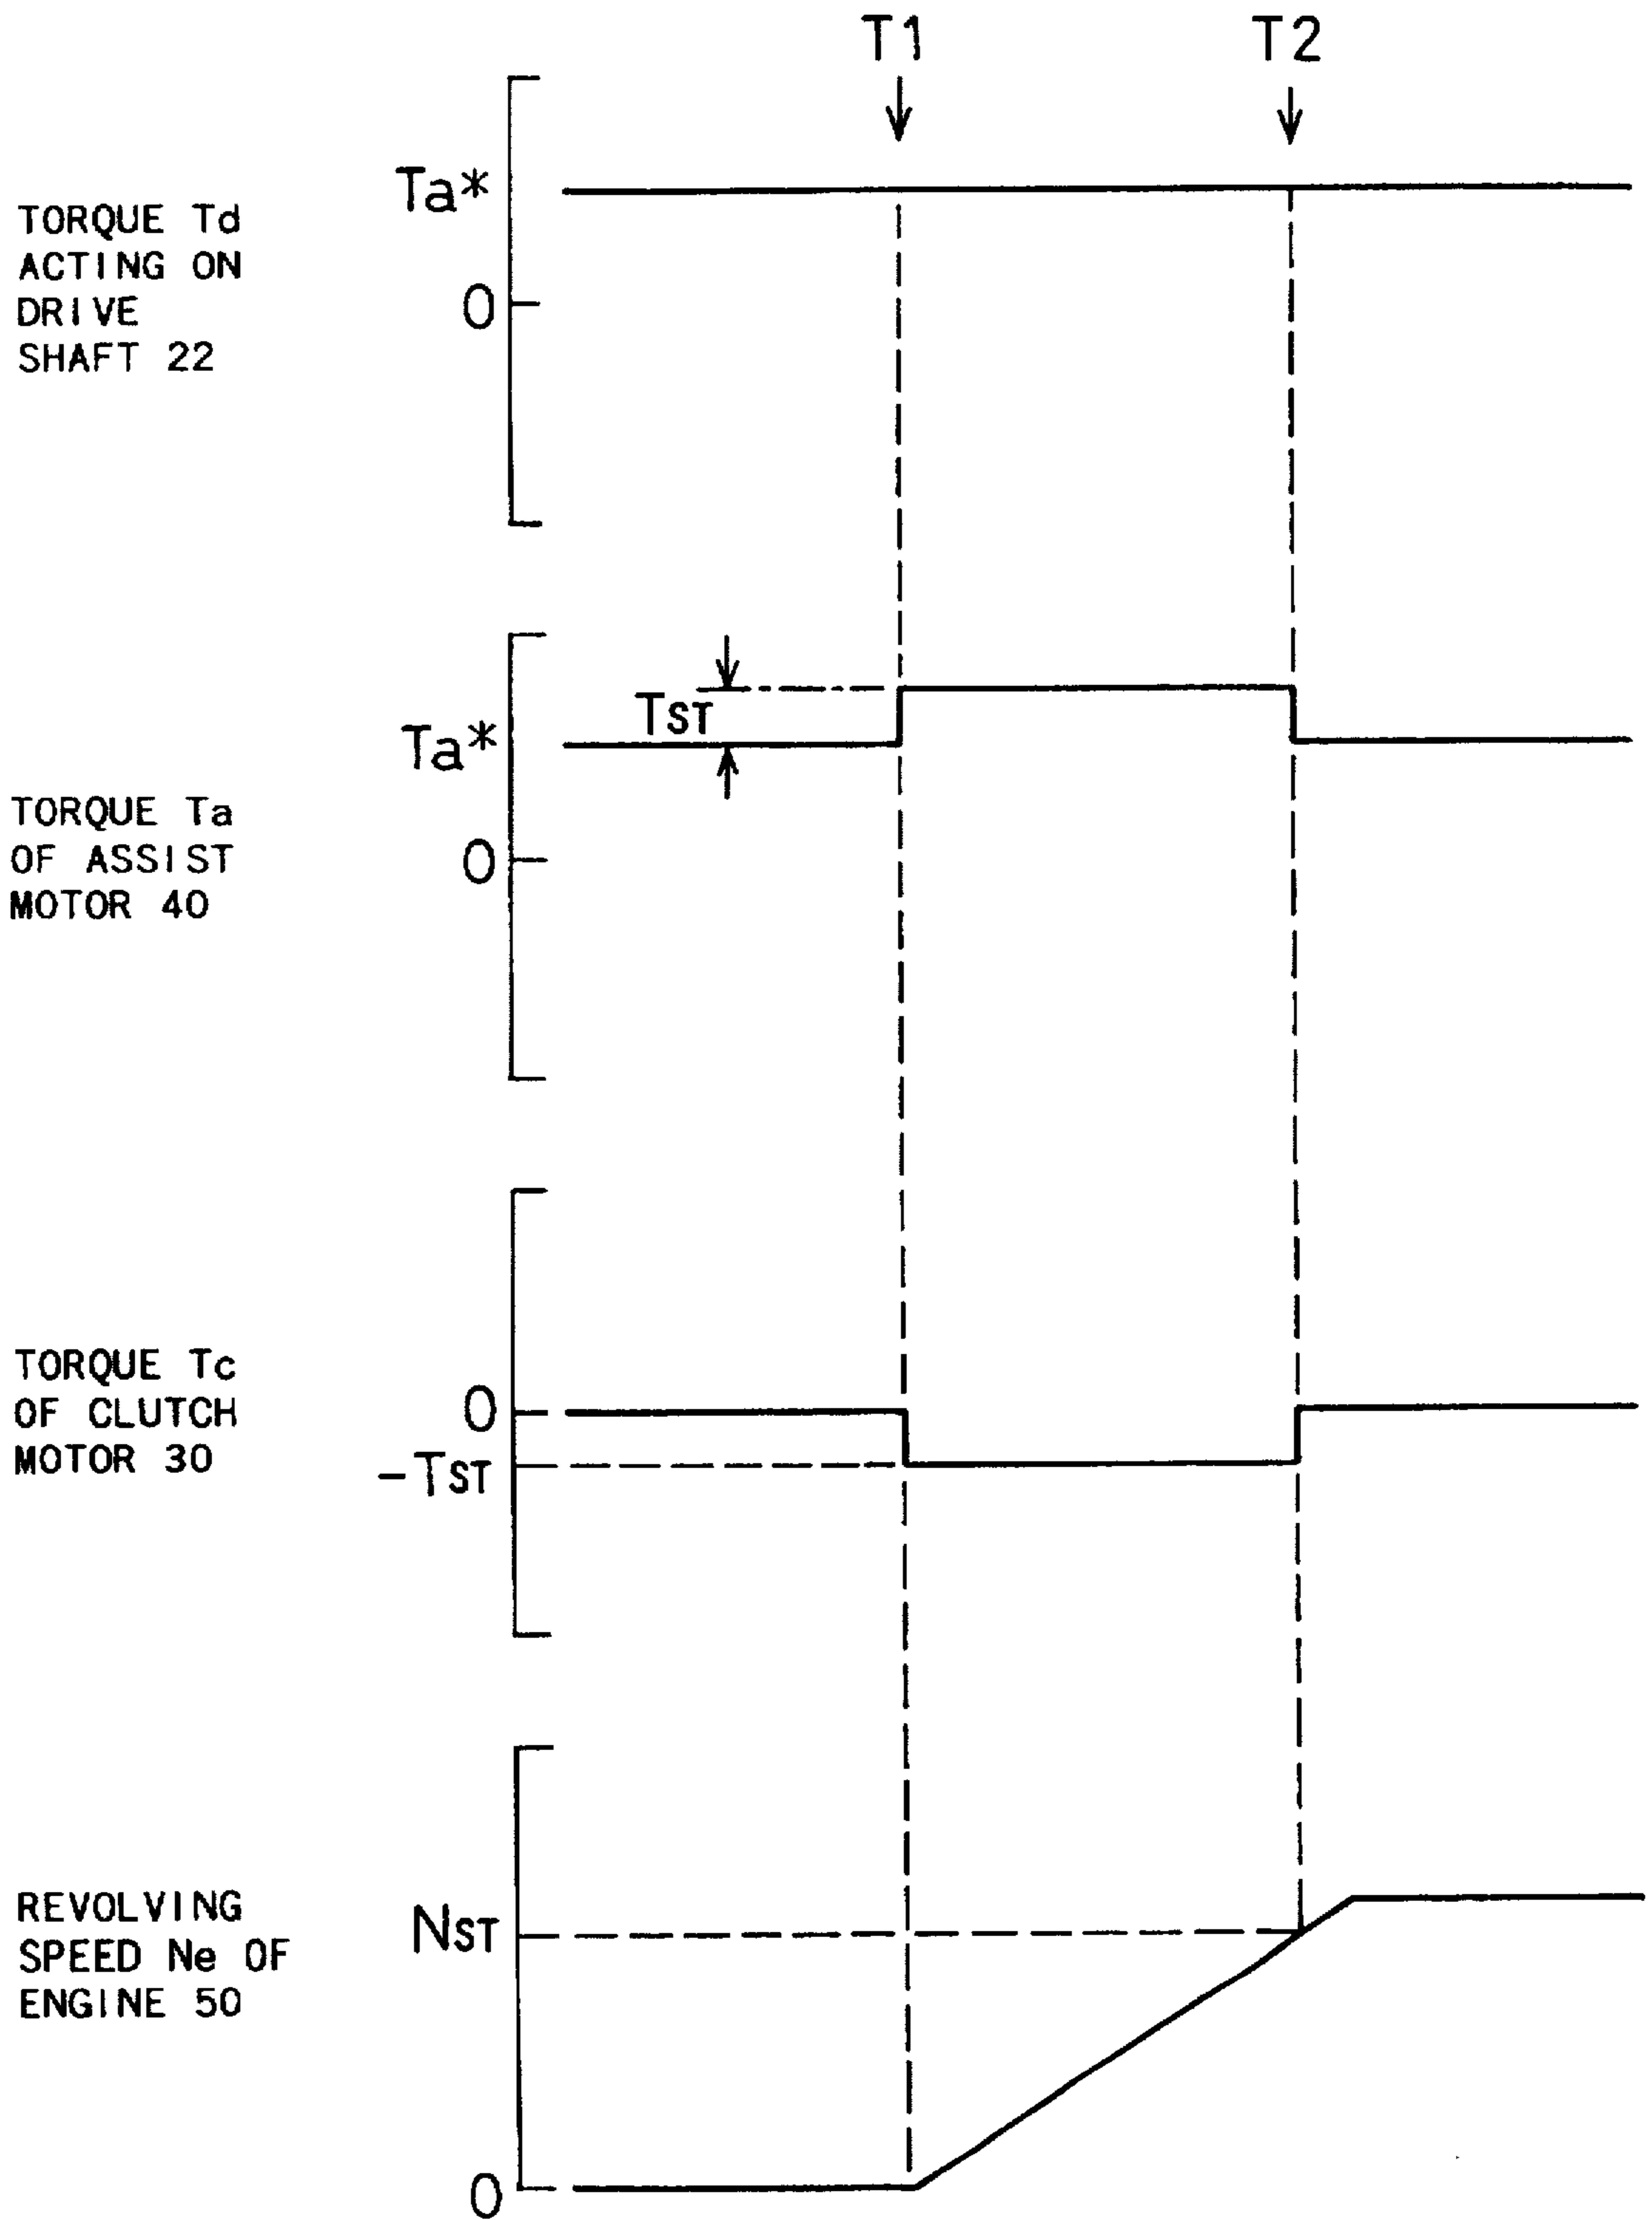 T1 T2
TORQUE Td
ACTING ON
DRIVE
SHAFT 22
Ta*
0
TORQUE Ta
OF ASSIST
MOTOR 40
TST
Ta*
0
TORQUE Tc
OF CLUTCH
MOTOR 30
0
-TST
REVOLVING
SPEED Ne OF
ENGINE 50
NST
0